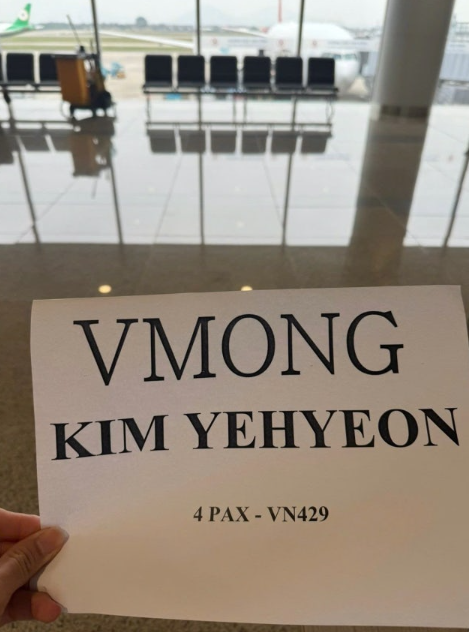 VMONG
KIM YEHYEON
4 PAX - VN429